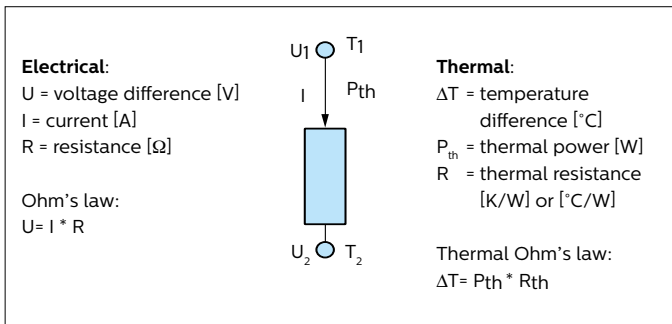 Electrical:
U = voltage difference [V]
I = current [A]
R = resistance [Ω]
Ohm's law:
U= I * R
U1 T1
I Pth
U2 T2
Thermal:
ΔT = temperature
difference [°C]
Pth = thermal power [W]
R = thermal resistance
[K/W] or [°C/W]
Thermal Ohm's law:
ΔT= Pth * Rth